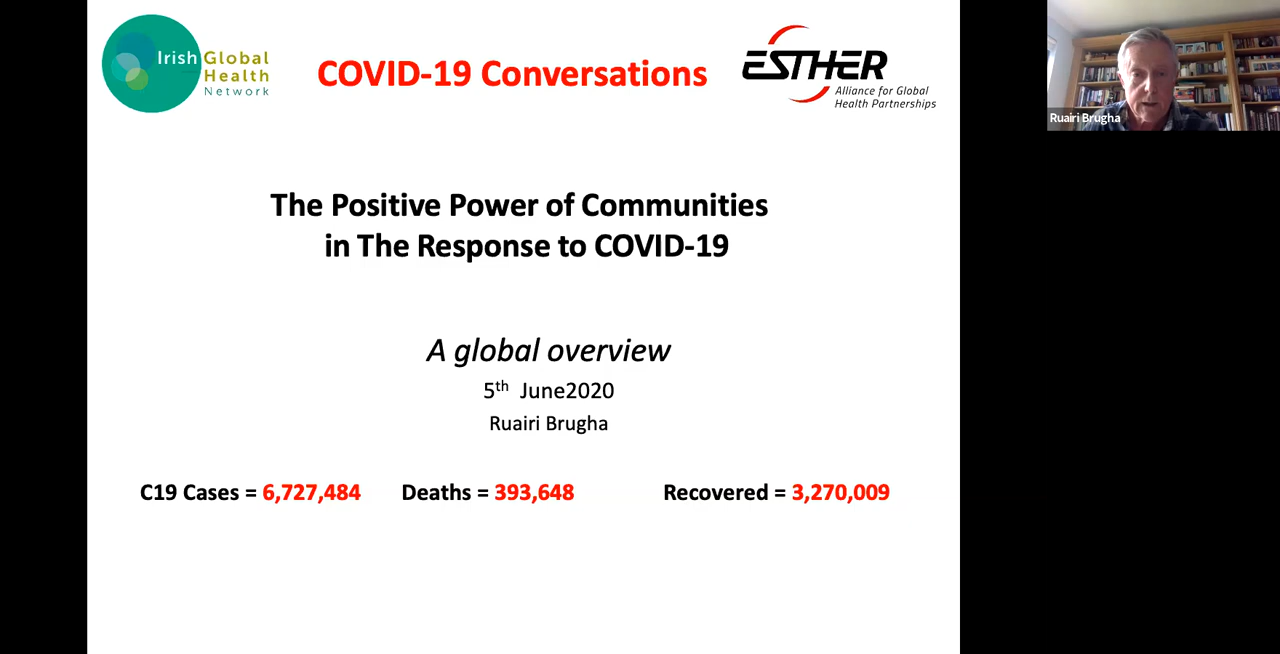 Irish Global
Health
Network
COVID-19 Conversations
ESTHER
Alliance for Global
Health Partnerships
Ruairi Brugha
The Positive Power of Communities
in The Response to COVID-19
A global overview
5th June2020
Ruairi Brugha
C19 Cases = 6,727,484 Deaths = 393,648 Recovered = 3,270,009